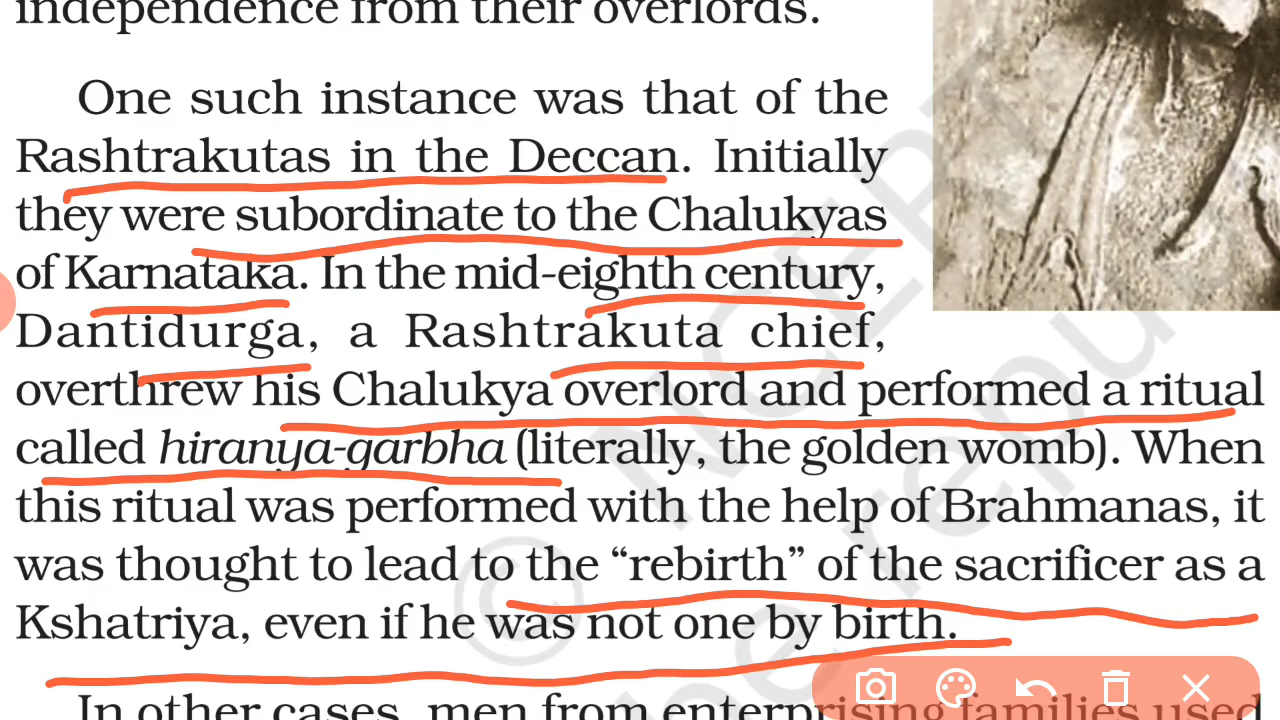 independence from their overlords.
One such instance was that of the
Rashtrakutas in the Deccan. Initially
they were subordinate to the Chalukyas
of Karnataka. In the mid-eighth century,
Dantidurga, a Rashtrakuta chief,
overthrew his Chalukya overlord and performed a ritual
called hiranya-garbha (literally, the golden womb). When
this ritual was performed with the help of Brahmanas, it
was thought to lead to the “rebirth” of the sacrificer as a
Kshatriya, even if he was not one by birth.
In other cases, men from enterprising families used
© NCERT
be repu